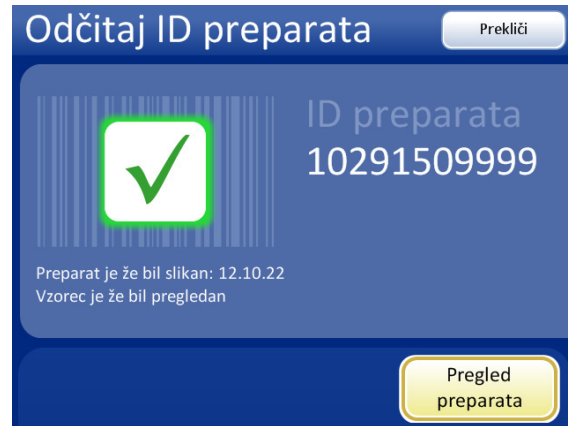 Odčitaj ID preparata
Prekliči
ID preparata
10291509999
Preparat je že bil slikan: 12.10.22
Vzorec je že bil pregledan
Pregled
preparata